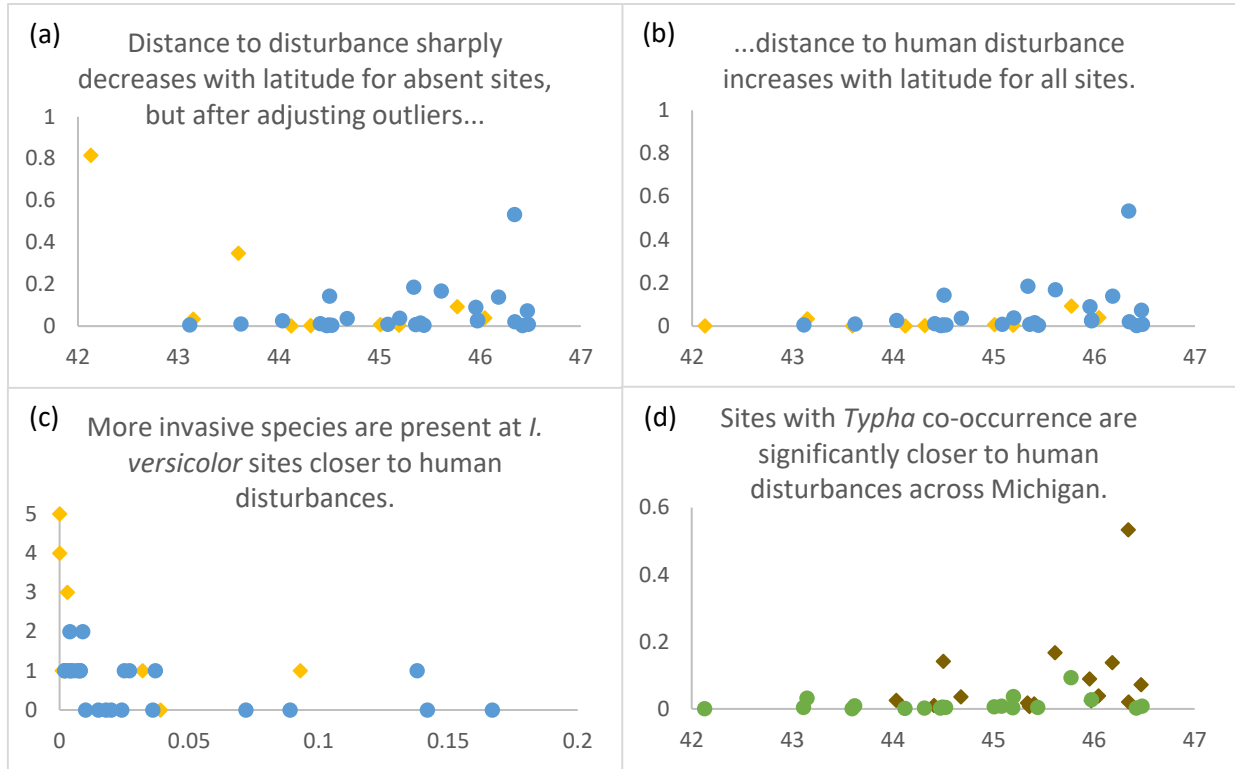 (a)
Distance to disturbance sharply
decreases with latitude for absent sites,
but after adjusting outliers...
1
0.8
0.6
0.4
0.2
0
42 43 44 45 46 47
(b)
...distance to human disturbance
increases with latitude for all sites.
1
0.8
0.6
0.4
0.2
0
42 43 44 45 46 47
(c)
More invasive species are present at I.
versicolor sites closer to human
disturbances.
5
4
3
2
1
0
0 0.05 0.1 0.15 0.2
(d)
Sites with Typha co-occurrence are
significantly closer to human
disturbances across Michigan.
0.6
0.4
0.2
0
42 43 44 45 46 47